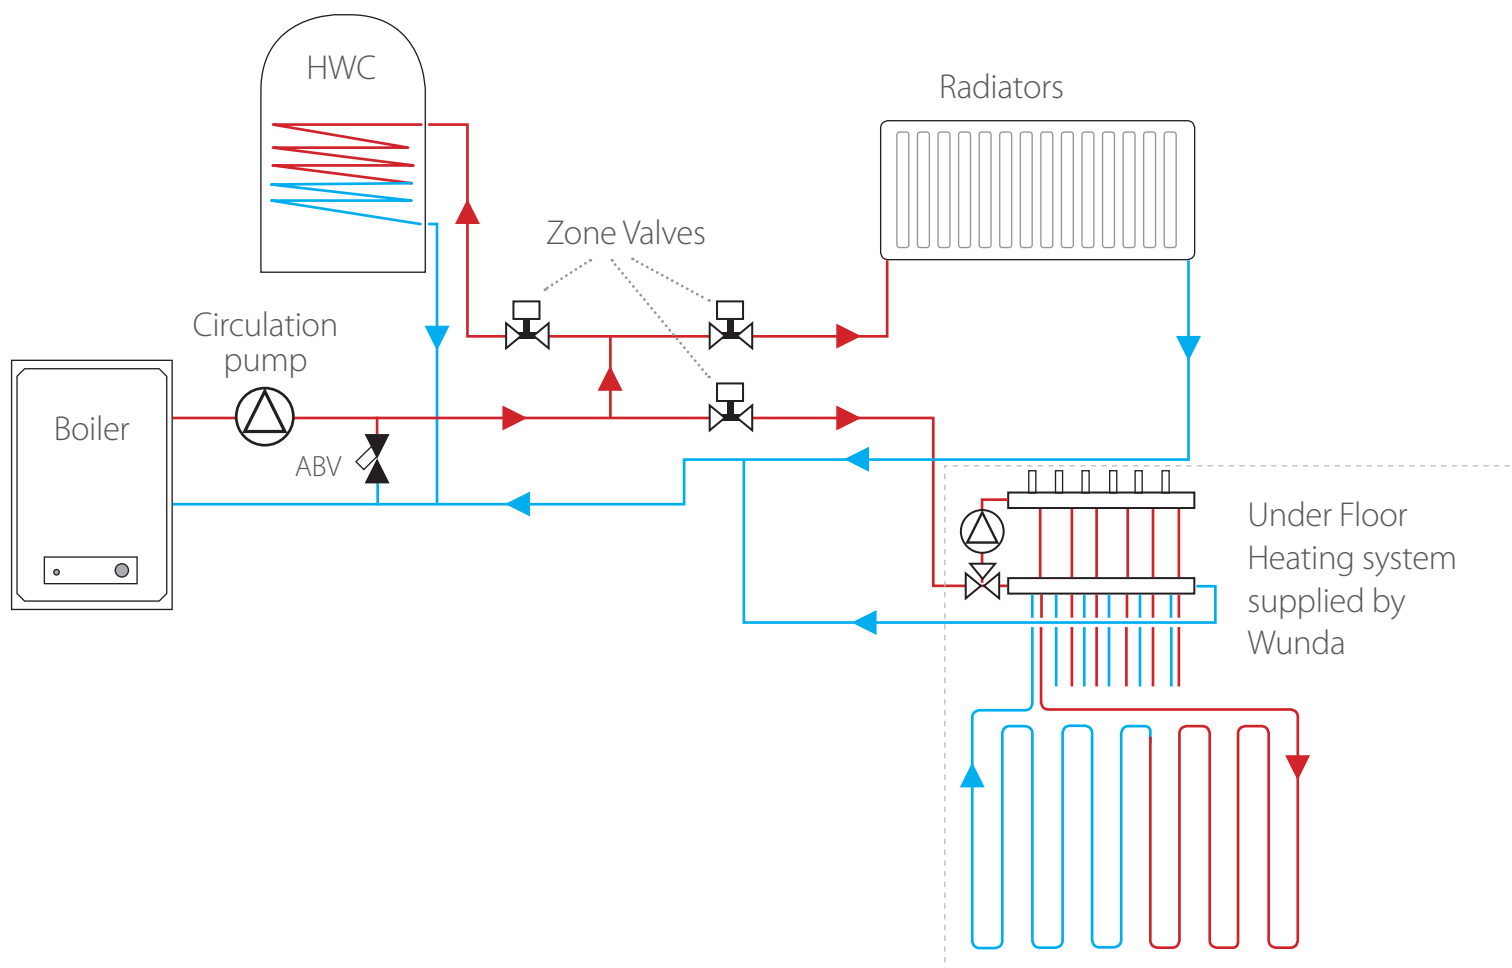 HWC
Radiators
Zone Valves
Circulation
pump
Boiler
ABV
Under Floor
Heating system
supplied by
Wunda